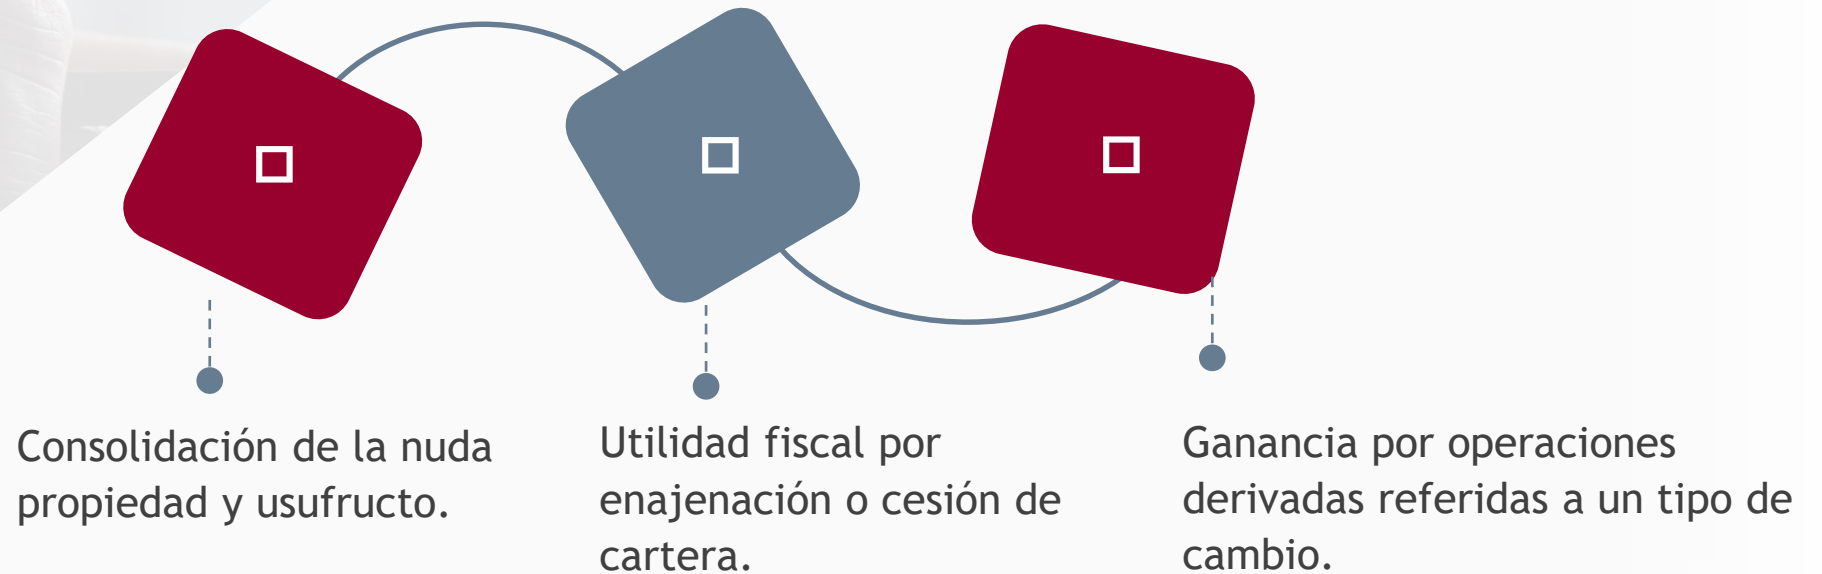 Consolidación de la nuda
propiedad y usufructo.
Utilidad fiscal por
enajenación o cesión de
cartera.
Ganancia por operaciones
derivadas referidas a un tipo de
cambio.